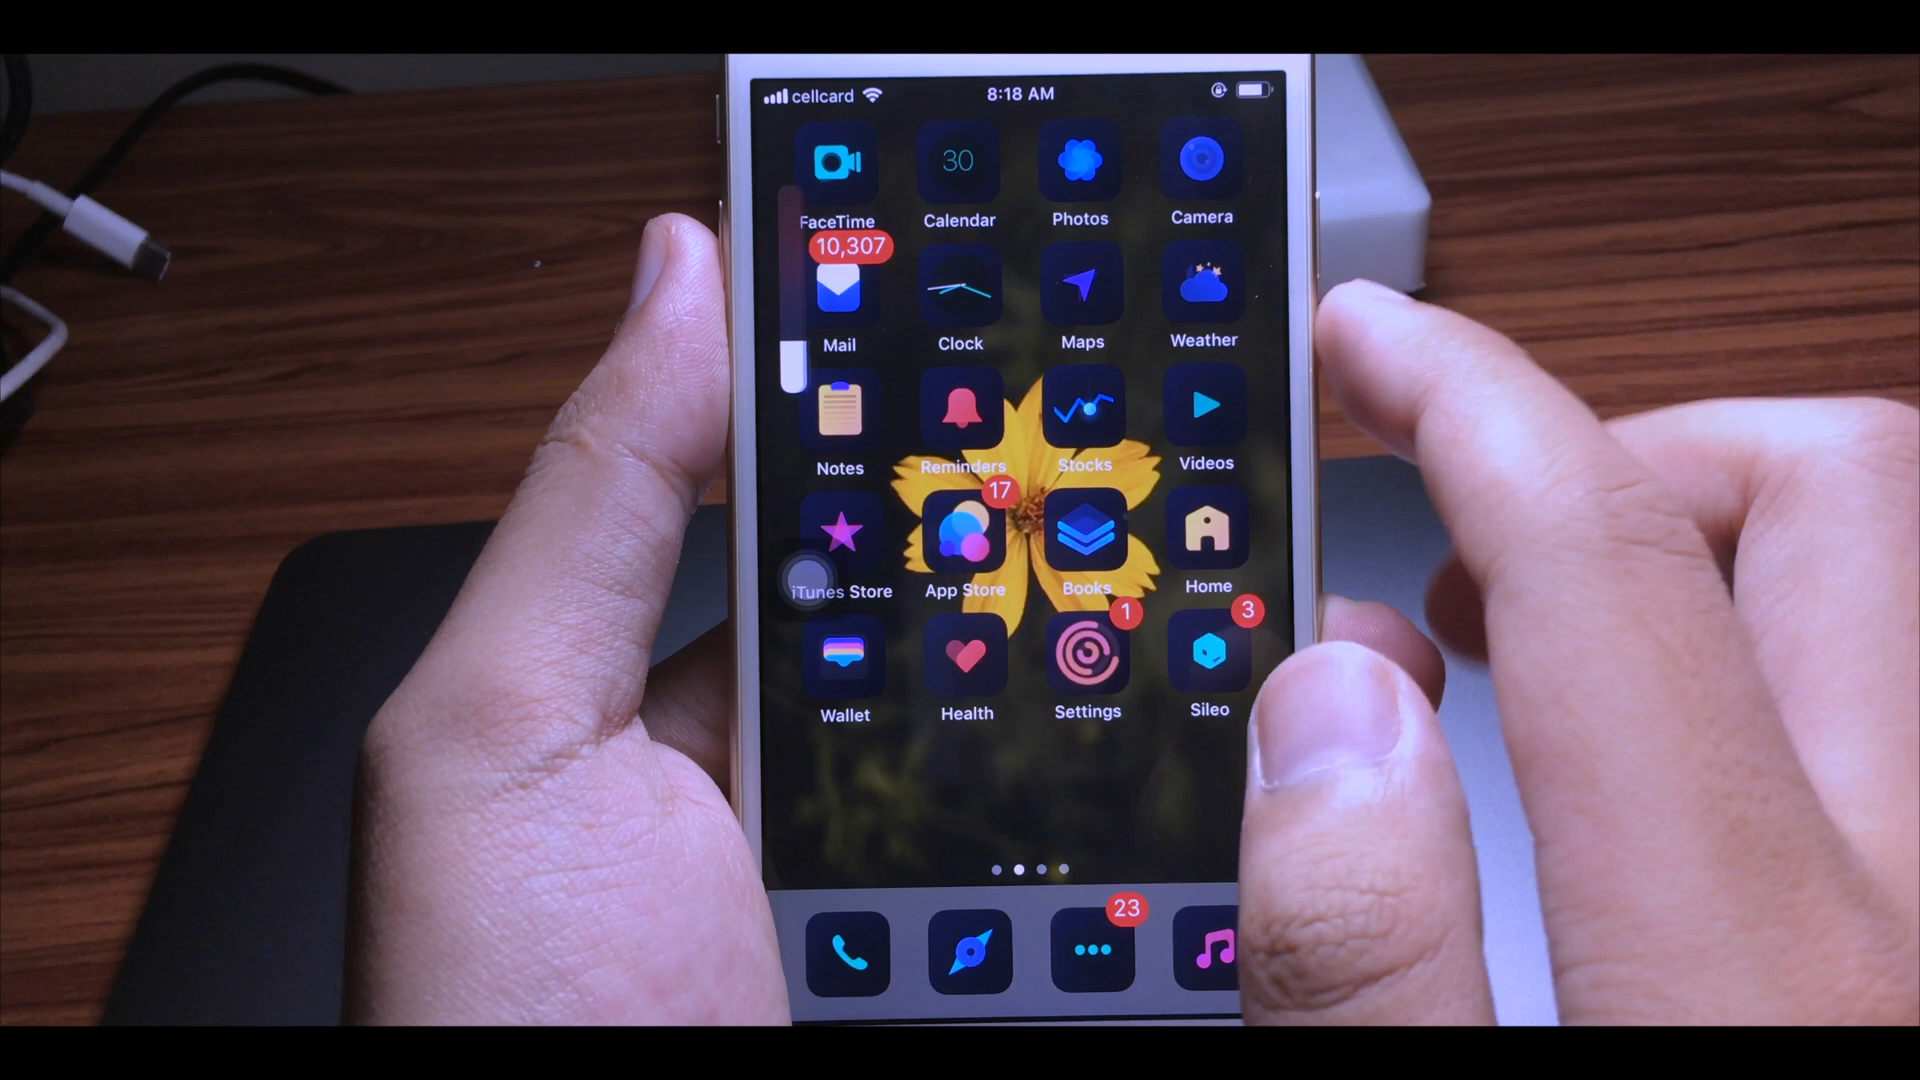 cellcard 8:18 AM
30
FaceTime Calendar Photos Camera
10,307
Mail Clock Maps Weather
Notes Reminders Stocks Videos
17
iTunes Store App Store Books Home
1 3
Wallet Health Settings Sileo
23